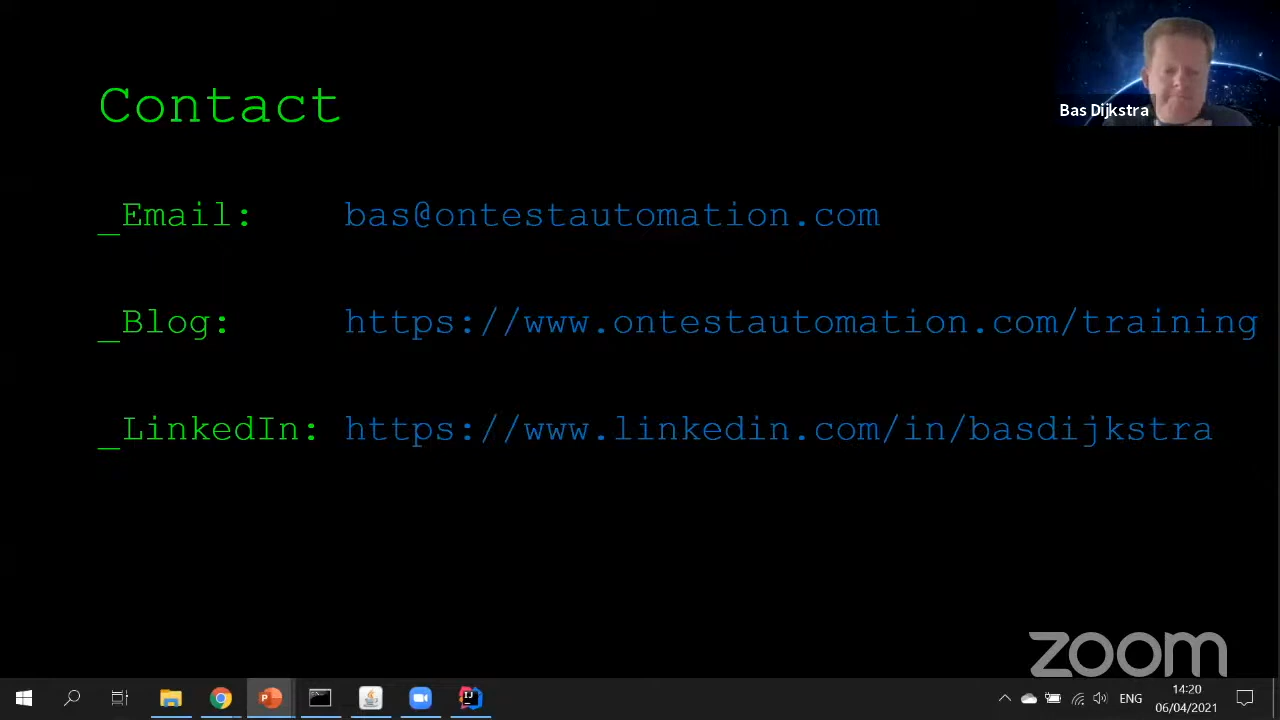 Contact
Bas Dijkstra
_Email: bas@ontestautomation.com
_Blog: https://www.ontestautomation.com/training
_LinkedIn: https://www.linkedin.com/in/basdijkstra
zoom
ENG
14:20
06/04/2021